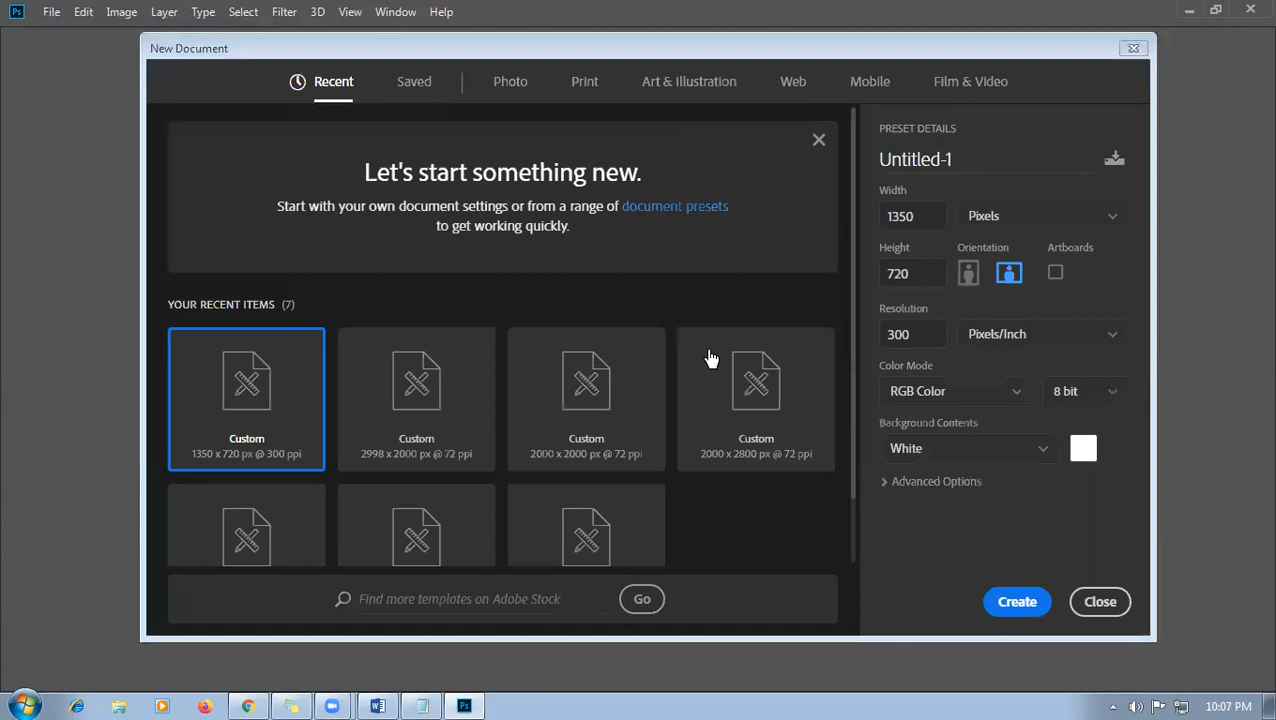 Ps File Edit Image Layer Type Select Filter 3D View Window Help
New Document
Recent Saved Photo Print Art & Illustration Web Mobile Film & Video
Let's start something new.
Start with your own document settings or from a range of document presets
to get working quickly.
YOUR RECENT ITEMS (7)
Custom
1350 x 720 px @ 300 ppi
Custom
2998 x 2000 px @ 72 ppi
Custom
2000 x 2000 px @ 72 ppi
Custom
2000 x 2800 px @ 72 ppi
Find more templates on Adobe Stock
Go
PRESET DETAILS
Untitled-1
Width
1350 Pixels
Height Orientation Artboards
720
Resolution
300 Pixels/Inch
Color Mode
RGB Color 8 bit
Background Contents
White
Advanced Options
Create Close
W Ps 10:07 PM